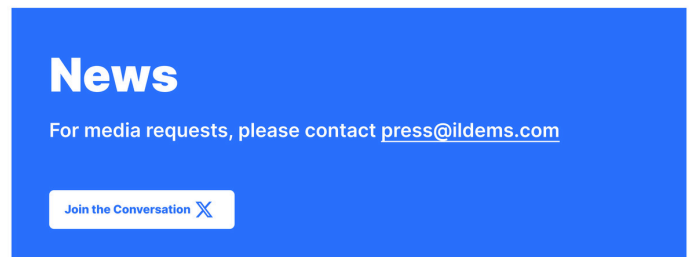 News
For media requests, please contact press@ildems.com
Join the Conversation X